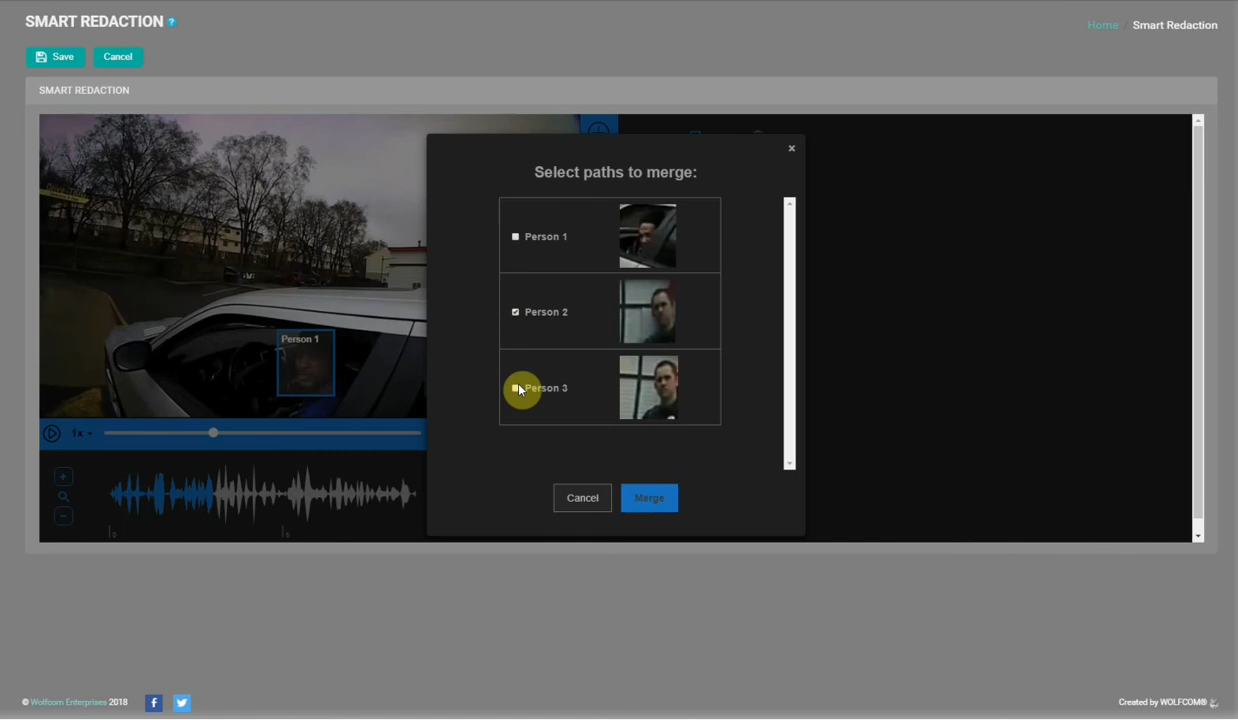 SMART REDACTION ?
Home / Smart Redaction
Save
Cancel
SMART REDACTION
Select paths to merge:
x
Person 1
Person 2
Person 3
Person 1
1x
Cancel
Merge
© Wolfcom Enterprises 2018
Created by WOLFCOM®